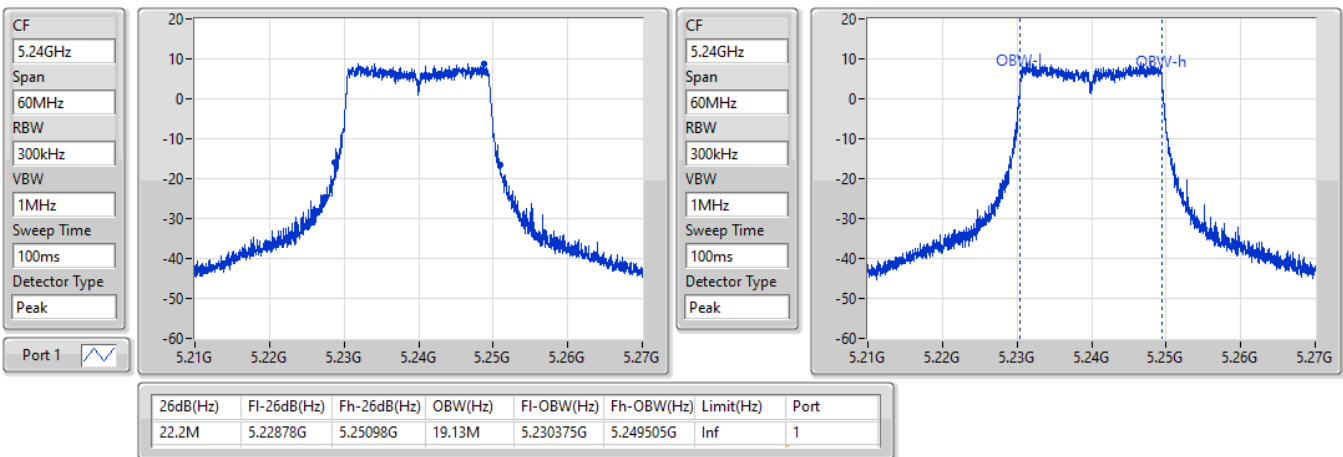 CF
5.24GHz
Span
60MHz
RBW
300kHz
VBW
1MHz
Sweep Time
100ms
Detector Type
Peak
Port 1
20
10
0
-10
-20
-30
-40
-50
-60
5.21G 5.22G 5.23G 5.24G 5.25G 5.26G 5.27G
CF
5.24GHz
Span
60MHz
RBW
300kHz
VBW
1MHz
Sweep Time
100ms
Detector Type
Peak
20
10
0
-10
-20
-30
-40
-50
-60
OBW-l OBW-h
5.21G 5.22G 5.23G 5.24G 5.25G 5.26G 5.27G
26dB(Hz) Fl-26dB(Hz) Fh-26dB(Hz) OBW(Hz) Fl-OBW(Hz) Fh-OBW(Hz) Limit(Hz) Port
22.2M 5.22878G 5.25098G 19.13M 5.230375G 5.249505G Inf 1